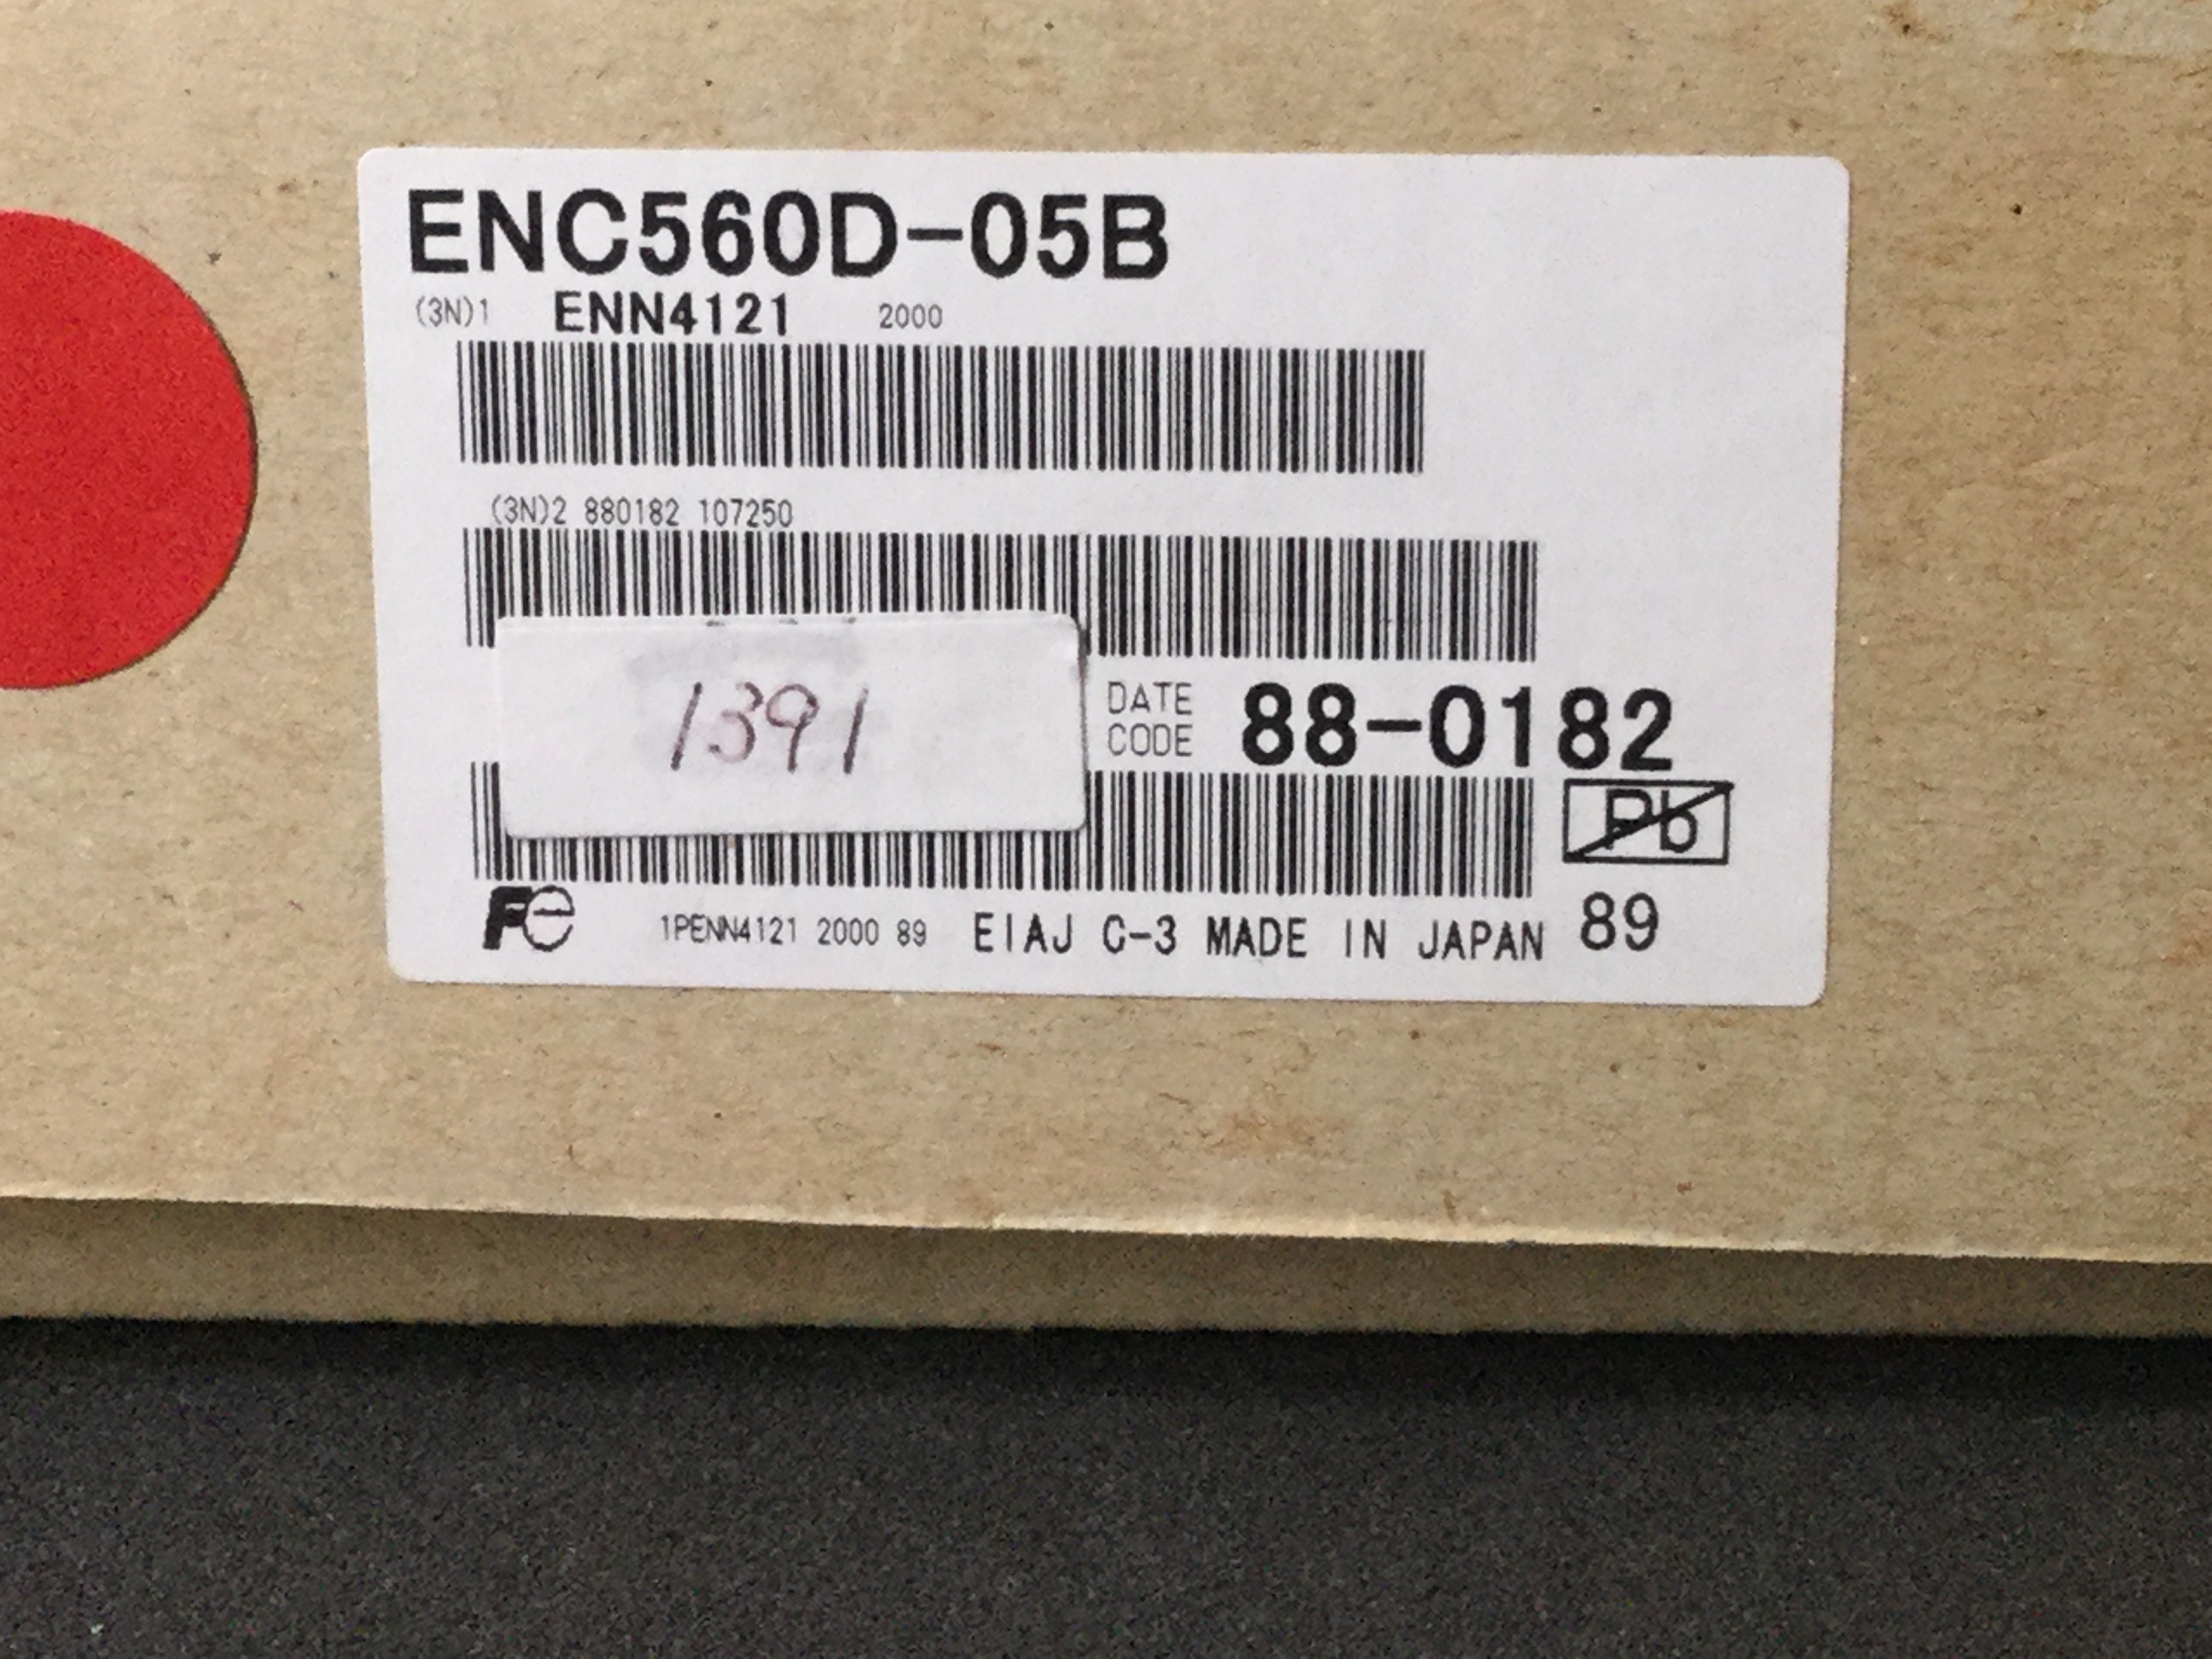 ENC560D-05B
(3N)1 ENN4121 2000
(3N)2 880182 107250
1391
DATE CODE 88-0182
Pb
Fe 1PENN4121 2000 89 EIAJ C-3 MADE IN JAPAN 89